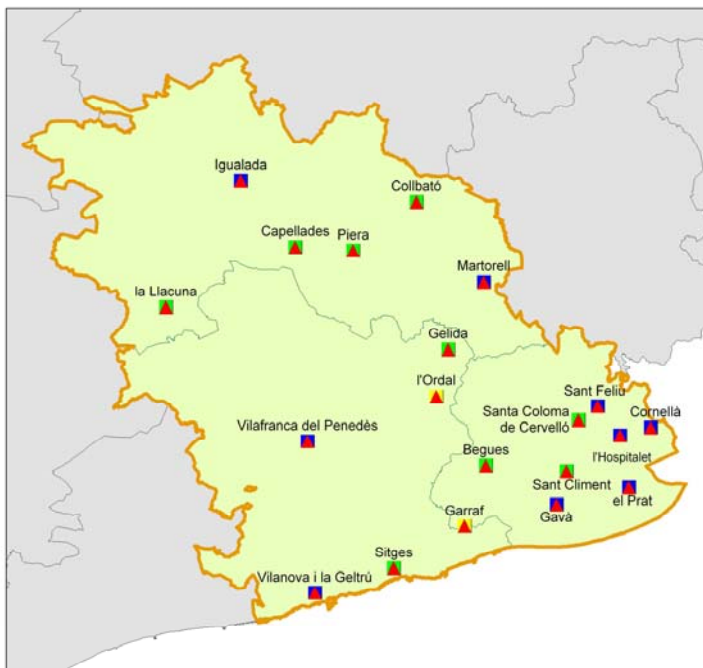 Igualada
Collbató
Capellades
Piera
Martorell
la Llacuna
Gelida
l'Ordal
Sant Feliu
Santa Coloma
de Cervelló
Cornellà
Vilafranca del Penedès
l'Hospitalet
Begues
Sant Climent
el Prat
Gavà
Garraf
Sitges
Vilanova i la Geltrú